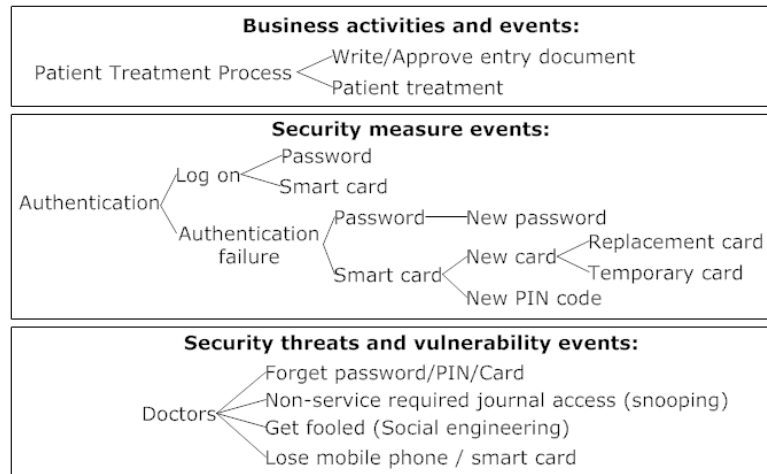 Business activities and events:
Write/Approve entry document
Patient Treatment Process
Patient treatment
Security measure events:
Password
Log on
Smart card
Authentication
Authentication
failure
Password
New password
Replacement card
New card
Smart card
Temporary card
New PIN code
Security threats and vulnerability events:
Forget password/PIN/Card
Non-service required journal access (snooping)
Doctors
Get fooled (Social engineering)
Lose mobile phone / smart card